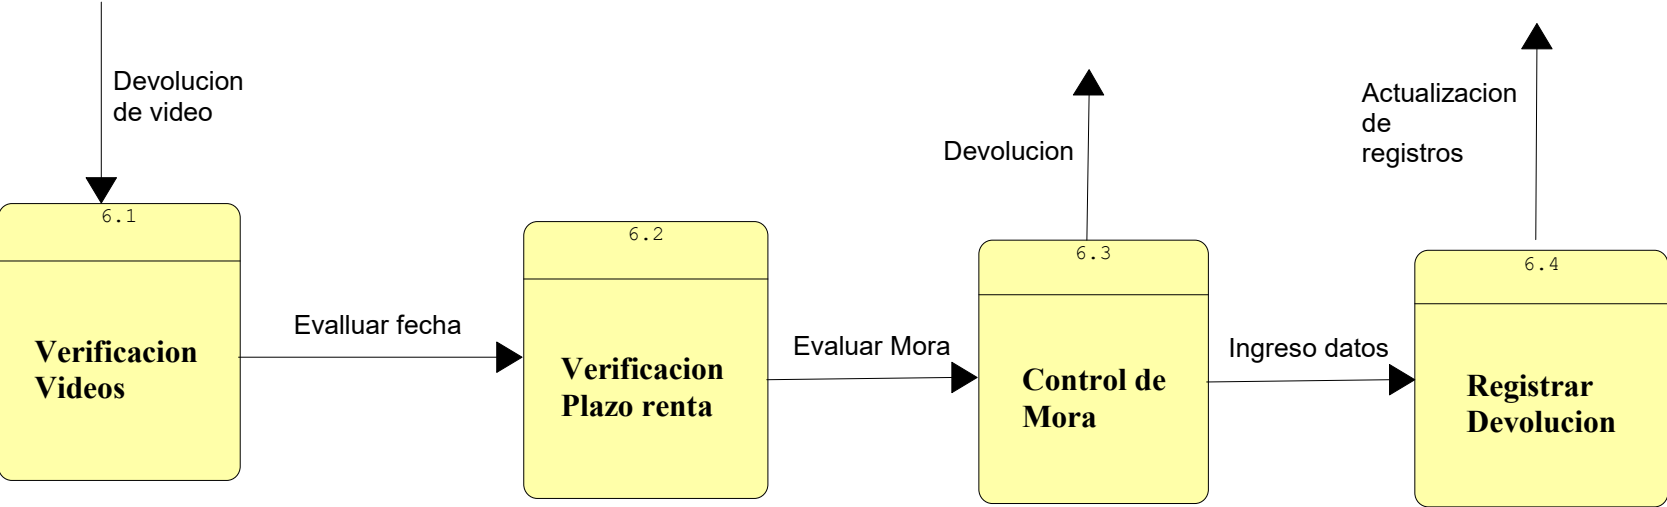 Devolucion
de video
6.1
Verificacion
Videos
Evalluar fecha
6.2
Verificacion
Plazo renta
Evaluar Mora
Devolucion
6.3
Control de
Mora
Ingreso datos
Actualizacion
de
registros
6.4
Registrar
Devolucion